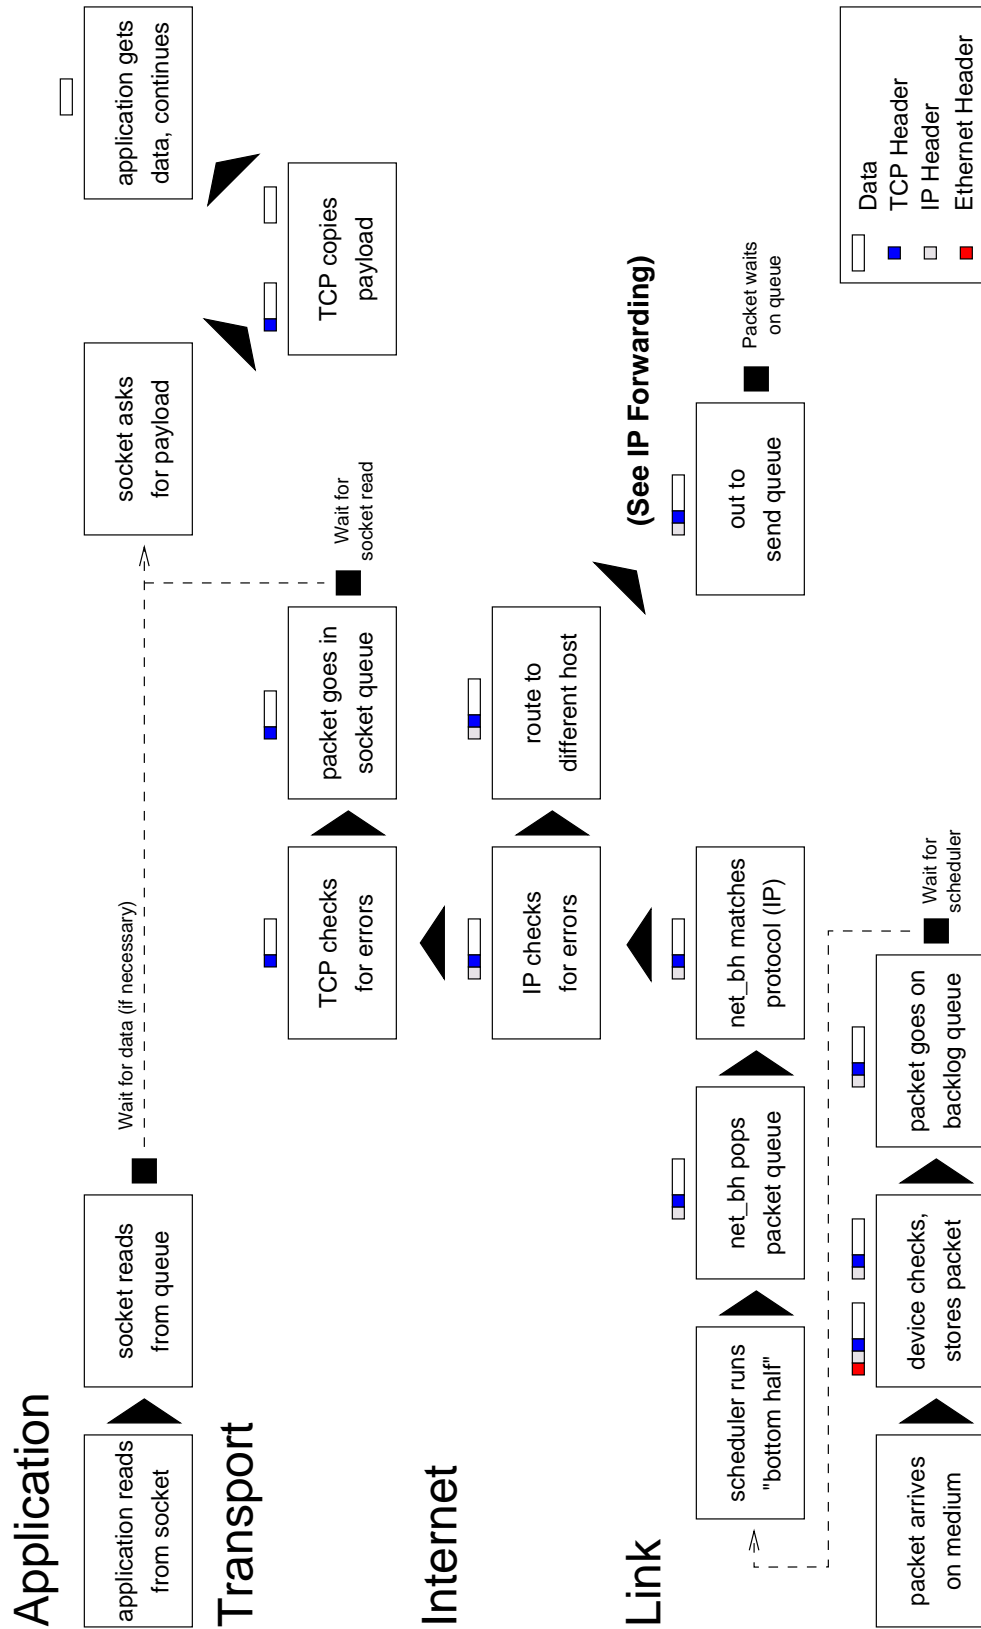 Application
application reads
from socket
socket reads
from queue
Wait for data (if necessary)
socket asks
for payload
application gets
data, continues
Transport
TCP checks
for errors
packet goes in
socket queue
Wait for
socket read
TCP copies
payload
Internet
IP checks
for errors
route to
different host
(See IP Forwarding)
Link
scheduler runs
"bottom half"
net_bh pops
packet queue
net_bh matches
protocol (IP)
out to
send queue
Packet waits
on queue
packet arrives
on medium
device checks,
stores packet
packet goes on
backlog queue
Wait for
scheduler
Data
TCP Header
IP Header
Ethernet Header